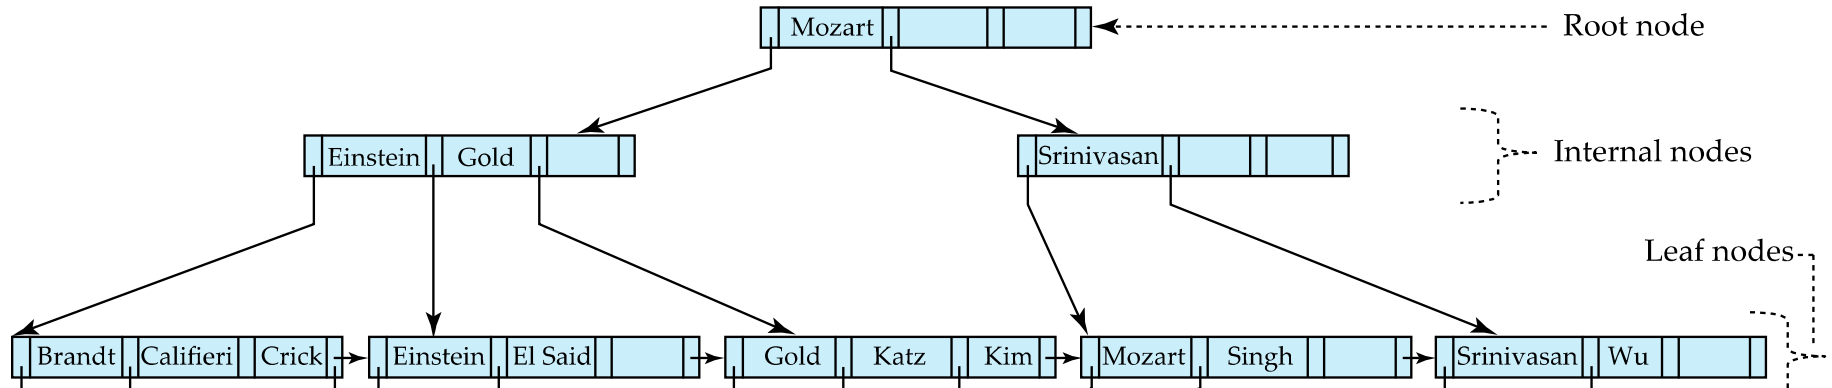 Mozart
Root node
Einstein Gold
Srinivasan
Internal nodes
Leaf nodes
Brandt Califieri Crick Einstein El Said Gold Katz Kim Mozart Singh Srinivasan Wu